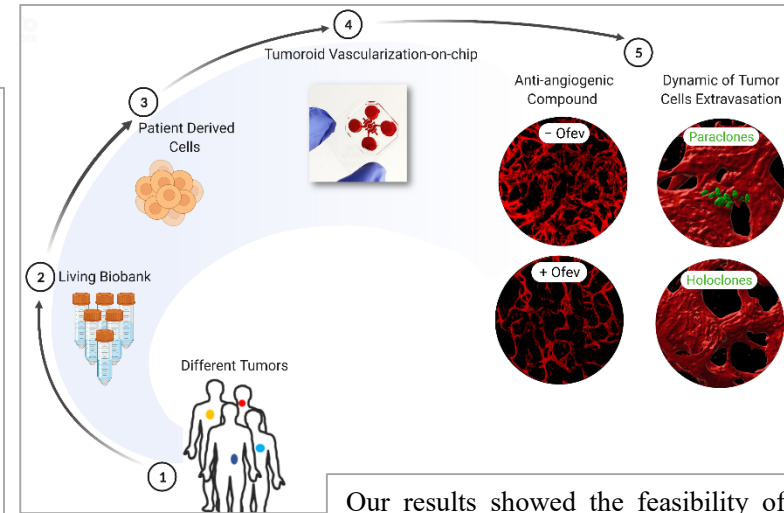 1
Different Tumors
2
Living Biobank
3
Patient Derived
Cells
4
Tumoroid Vascularization-on-chip
5
Anti-angiogenic
Compound
− Ofev
+ Ofev
Dynamic of Tumor
Cells Extravasation
Paraclones
Holoclones
Our results showed the feasibility of